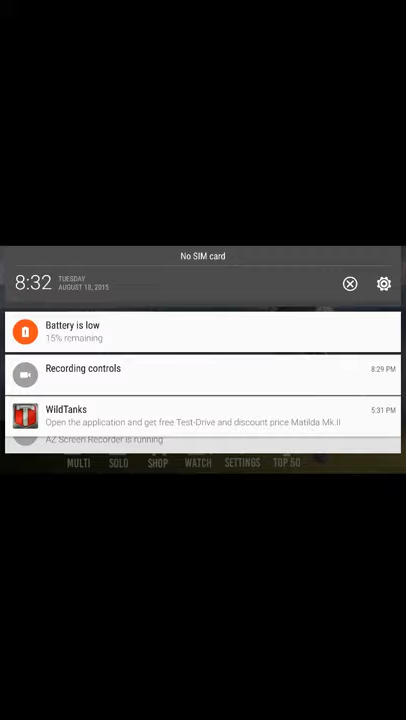 No SIM card
8:32
TUESDAY
AUGUST 18, 2015
Battery is low
15% remaining
Recording controls
8:29 PM
WildTanks
5:31 PM
Open the application and get free Test-Drive and discount price Matilda Mk.II
AZ Screen Recorder is running
MULTI SOLO SHOP WATCH SETTINGS TOP 50